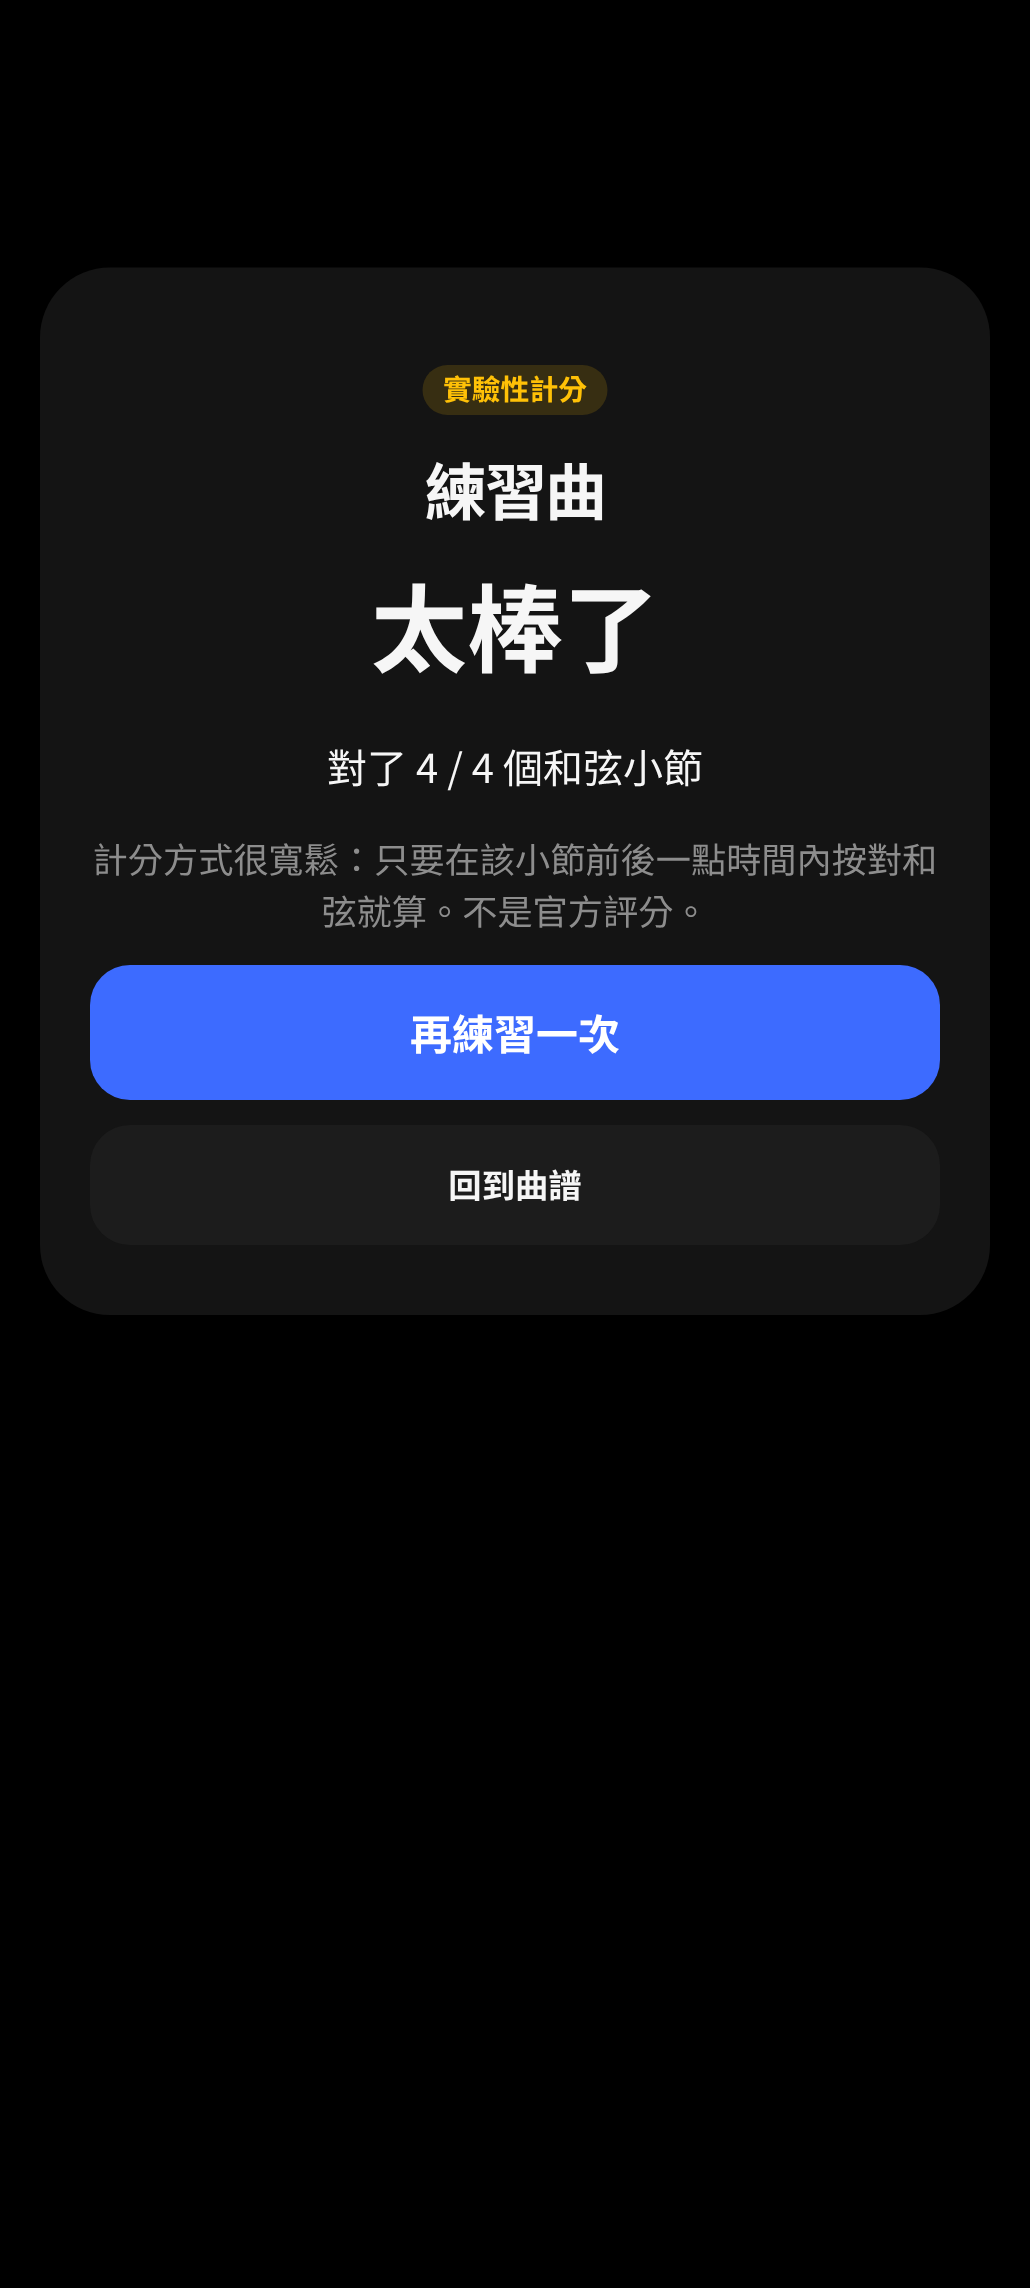 實驗性計分
練習曲
太棒了
對了 4 / 4 個和弦小節
計分方式很寬鬆：只要在該小節前後一點時間內按對和
弦就算。不是官方評分。
再練習一次
回到曲譜